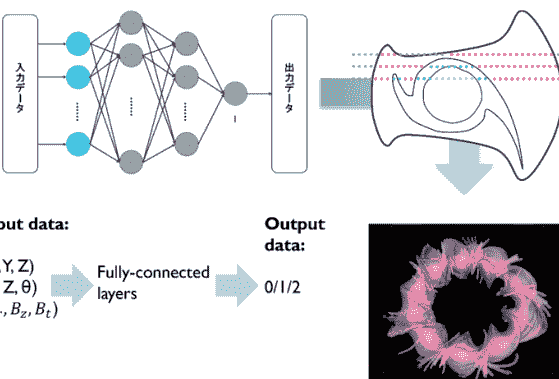 入力データ
出力データ
I
put data:
Y, Z)
Z, θ)
, B_z, B_t)
Fully-connected
layers
Output
data:
0/1/2